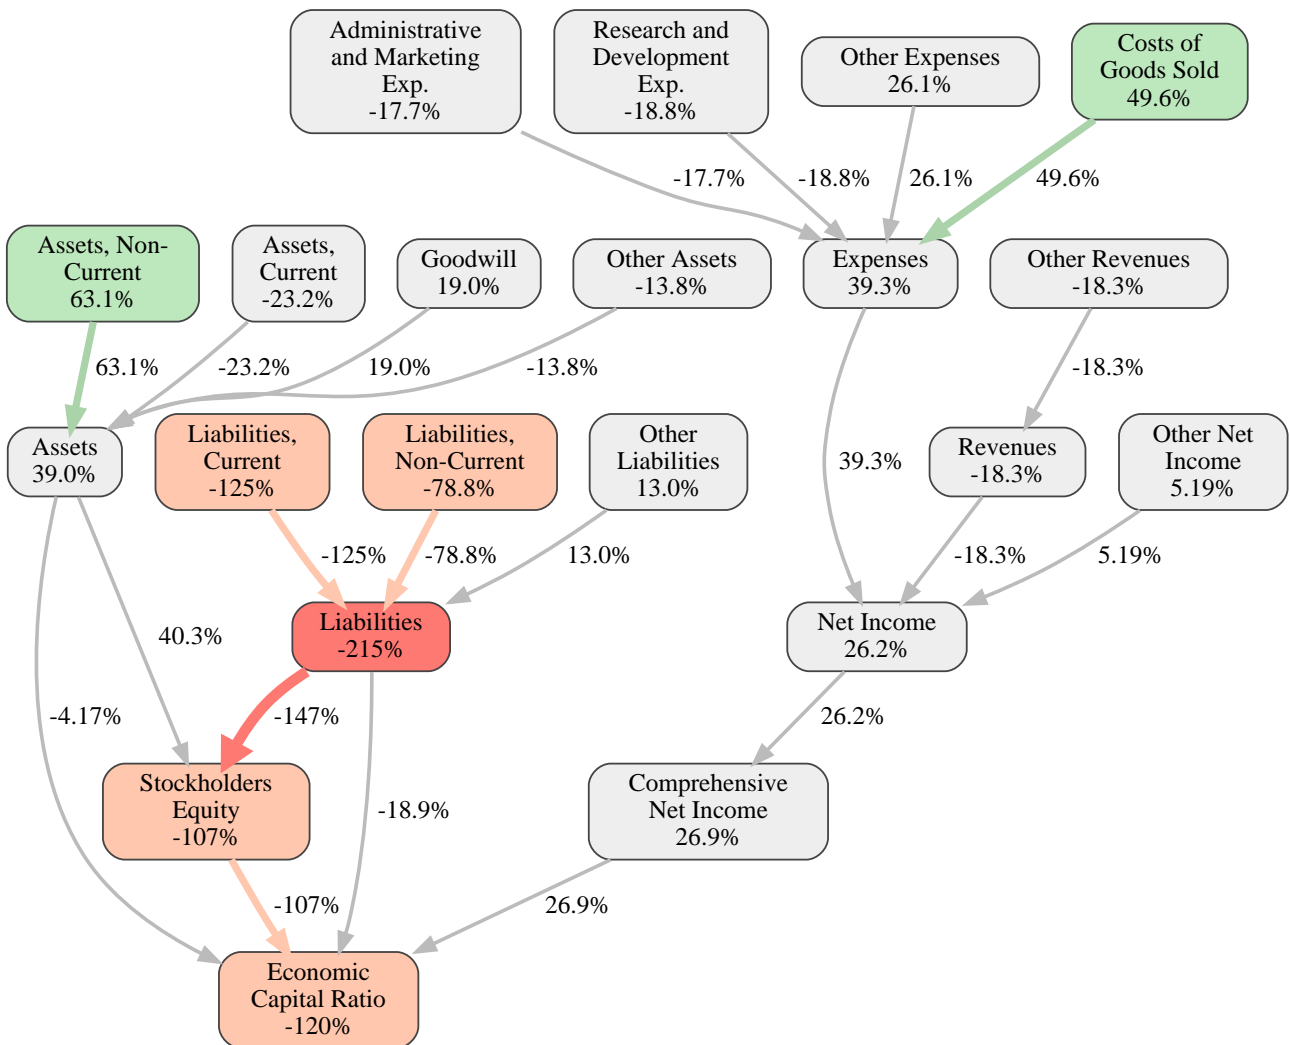 Administrative
and Marketing
Exp.
-17.7%
Research and
Development
Exp.
-18.8%
Other Expenses
26.1%
Costs of
Goods Sold
49.6%
-17.7%
-18.8%
26.1%
49.6%
Assets, Non-
Current
63.1%
Assets,
Current
-23.2%
Goodwill
19.0%
Other Assets
-13.8%
Expenses
39.3%
Other Revenues
-18.3%
63.1%
-23.2%
19.0%
-13.8%
39.3%
-18.3%
Assets
39.0%
Liabilities,
Current
-125%
Liabilities,
Non-Current
-78.8%
Other
Liabilities
13.0%
Revenues
-18.3%
Other Net
Income
5.19%
-125%
-78.8%
13.0%
-18.3%
5.19%
40.3%
Liabilities
-215%
Net Income
26.2%
-4.17%
-147%
26.2%
Stockholders
Equity
-107%
-18.9%
Comprehensive
Net Income
26.9%
-107%
26.9%
Economic
Capital Ratio
-120%